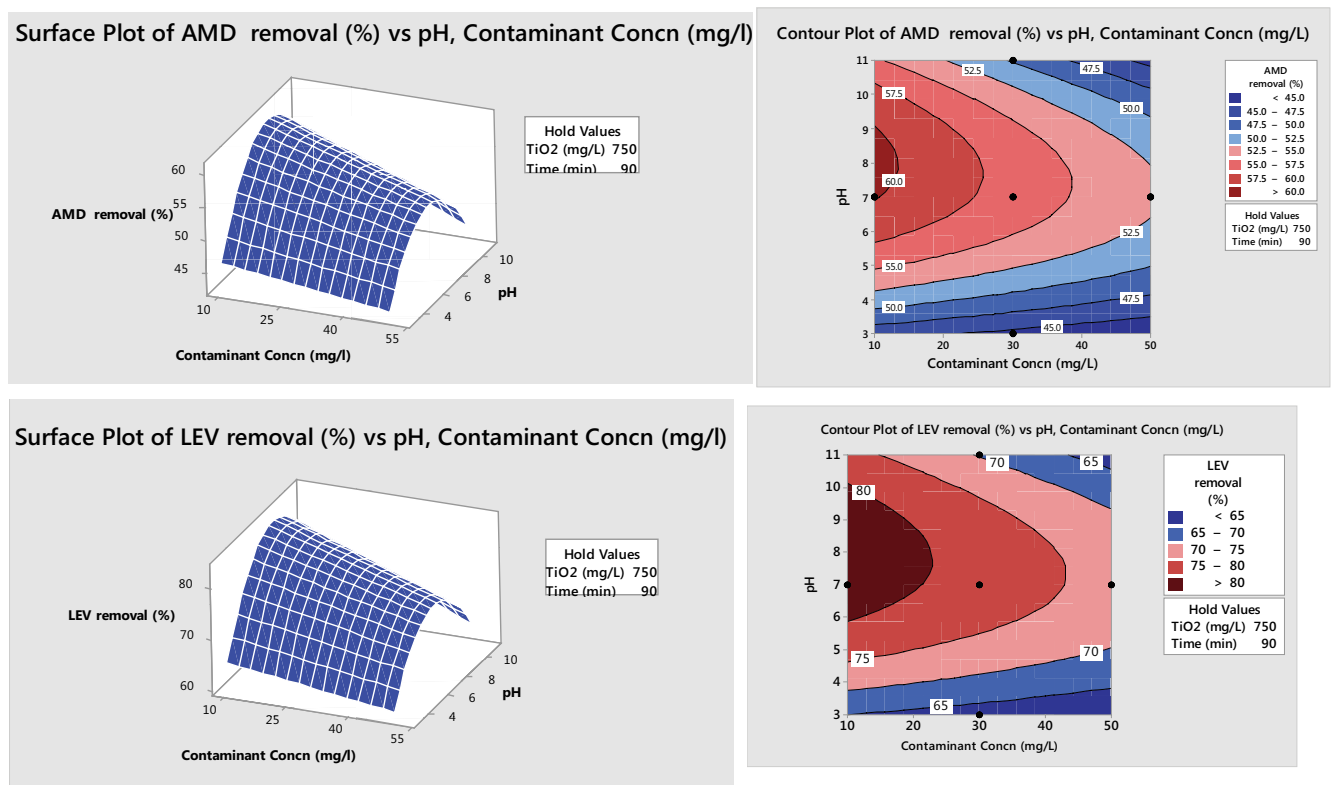 Surface Plot of AMD removal (%) vs pH, Contaminant Concn (mg/l)
Hold Values
TiO2 (mg/L) 750
Time (min) 90
60
55
50
45
AMD removal (%)
10
25
40
55
Contaminant Concn (mg/l)
4
6
8
10
pH
Contour Plot of AMD removal (%) vs pH, Contaminant Concn (mg/L)
11
10
9
8
7
6
5
4
3
pH
52.5
47.5
57.5
50.0
60.0
52.5
55.0
50.0
47.5
45.0
10
20
30
40
50
Contaminant Concn (mg/L)
AMD
removal (%)
< 45.0
45.0 – 47.5
47.5 – 50.0
50.0 – 52.5
52.5 – 55.0
55.0 – 57.5
57.5 – 60.0
> 60.0
Hold Values
TiO2 (mg/L) 750
Time (min) 90
Surface Plot of LEV removal (%) vs pH, Contaminant Concn (mg/l)
Hold Values
TiO2 (mg/L) 750
Time (min) 90
80
70
60
LEV removal (%)
10
25
40
55
Contaminant Concn (mg/l)
4
6
8
10
pH
Contour Plot of LEV removal (%) vs pH, Contaminant Concn (mg/L)
11
10
9
8
7
6
5
4
3
pH
70
65
80
75
70
65
10
20
30
40
50
Contaminant Concn (mg/L)
LEV
removal
(%)
< 65
65 – 70
70 – 75
75 – 80
> 80
Hold Values
TiO2 (mg/L) 750
Time (min) 90